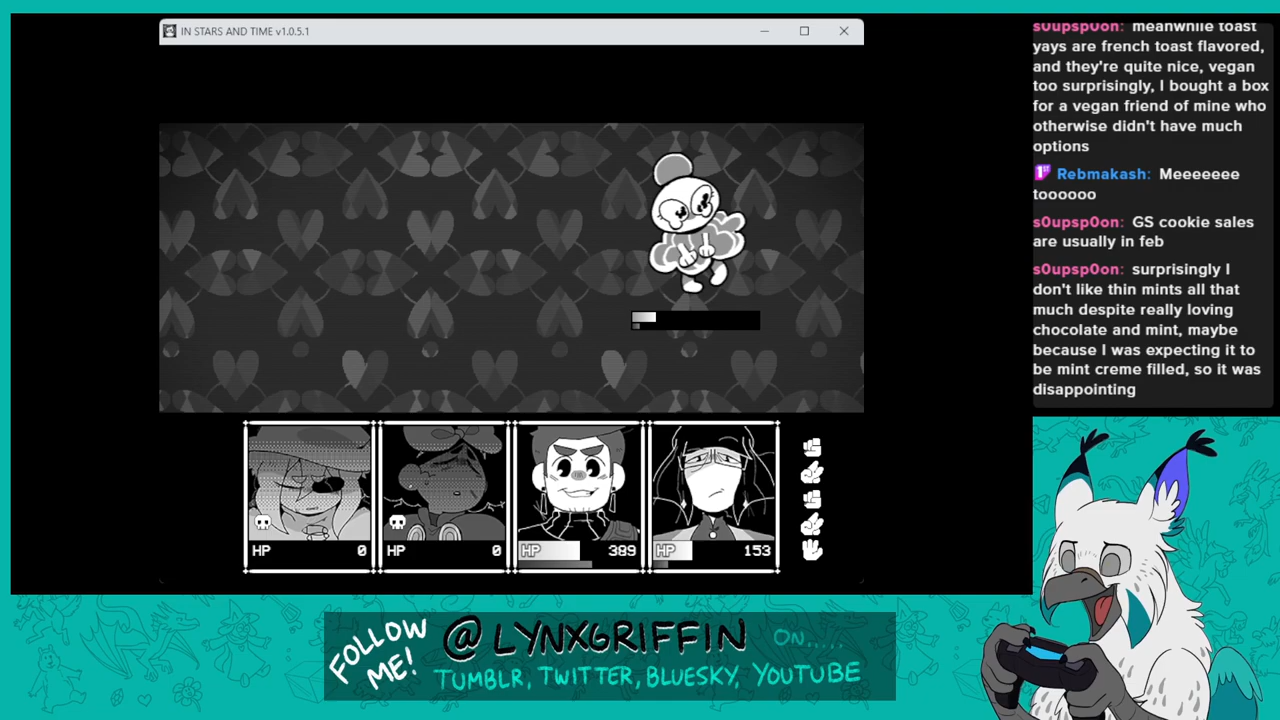 IN STARS AND TIME v1.0.5.1
s0upsp0on: meanwhile toast
yays are french toast flavored,
and they're quite nice, vegan
too surprisingly, I bought a box
for a vegan friend of mine who
otherwise didn't have much
options
Rebmakash: Meeeeeee
tooooo
s0upsp0on: GS cookie sales
are usually in feb
s0upsp0on: surprisingly I
don't like thin mints all that
much despite really loving
chocolate and mint, maybe
because I was expecting it to
be mint creme filled, so it was
disappointing
HP 0
HP 0
HP 389
HP 153
FOLLOW
ME!
@LYNXGRIFFIN ON.....
TUMBLR, TWITTER, BLUESKY, YOUTUBE